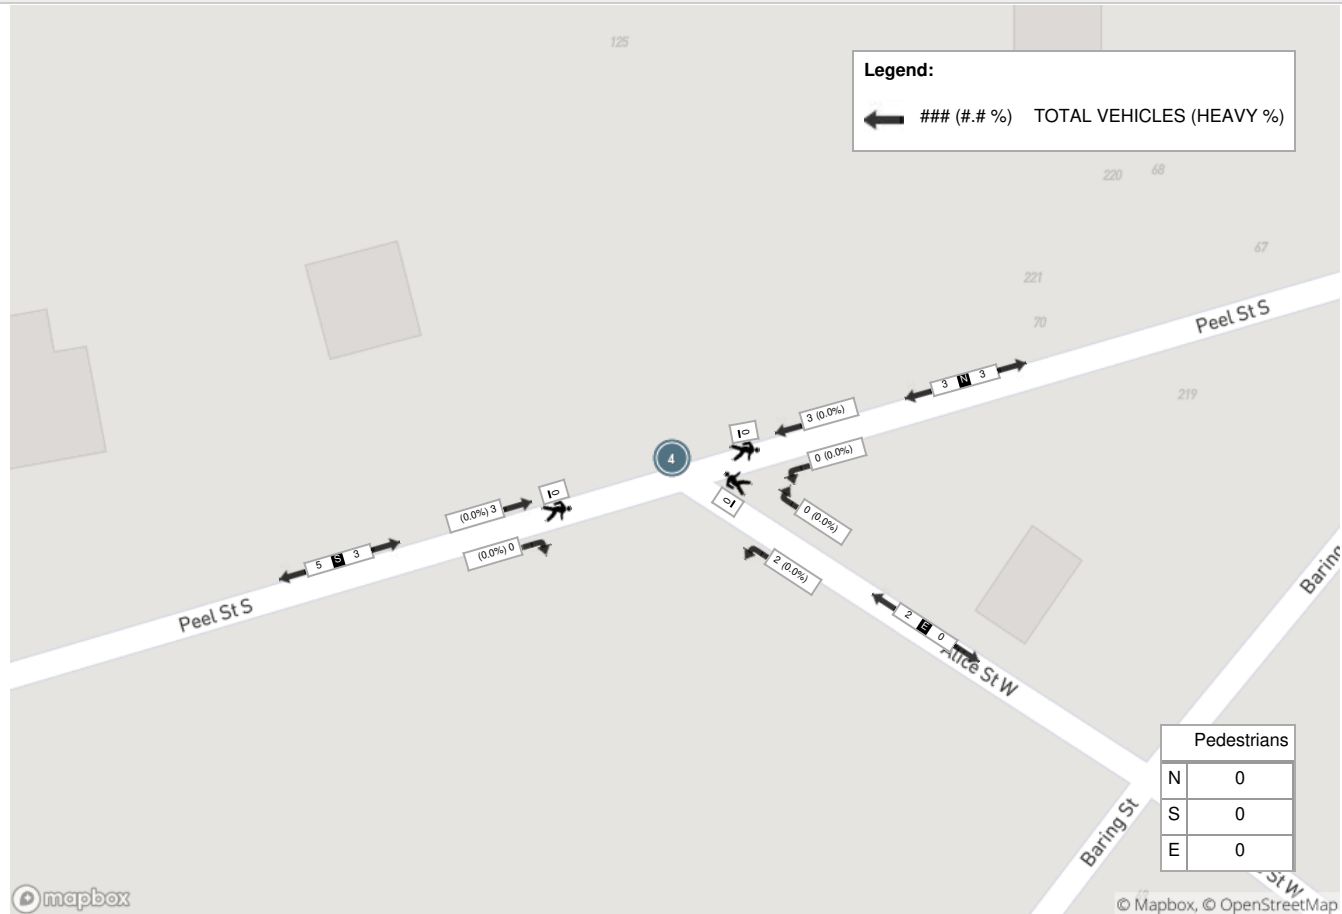 125
Legend:
### (#.# %) TOTAL VEHICLES (HEAVY %)
220
68
67
221
70
Peel St S
219
3 N 3
3 (0.0%)
0
0 (0.0%)
4
0
(0.0%) 3
0
0 (0.0%)
(0.0%) 0
5 S 3
2 (0.0%)
Peel St S
2 E 0
Alice St W
Baring
Pedestrians
N 0
S 0
E 0
Baring St
St W
mapbox
© Mapbox, © OpenStreetMap